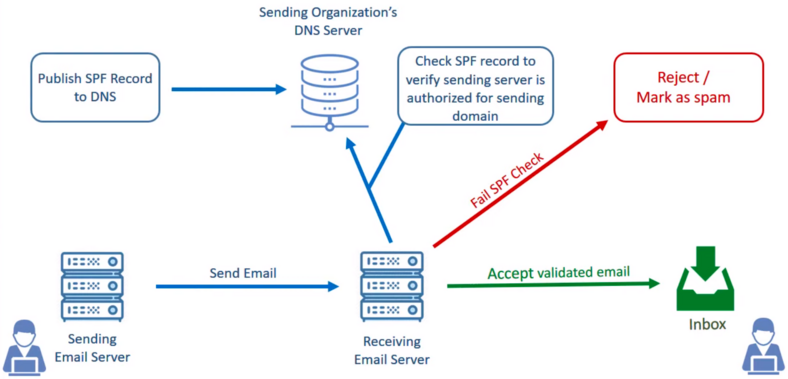 Sending Organization's
DNS Server
Publish SPF Record
to DNS
Check SPF record to
verify sending server is
authorized for sending
domain
Reject /
Mark as spam
Fail SPF Check
Send Email
Accept validated email
Sending
Email Server
Receiving
Email Server
Inbox